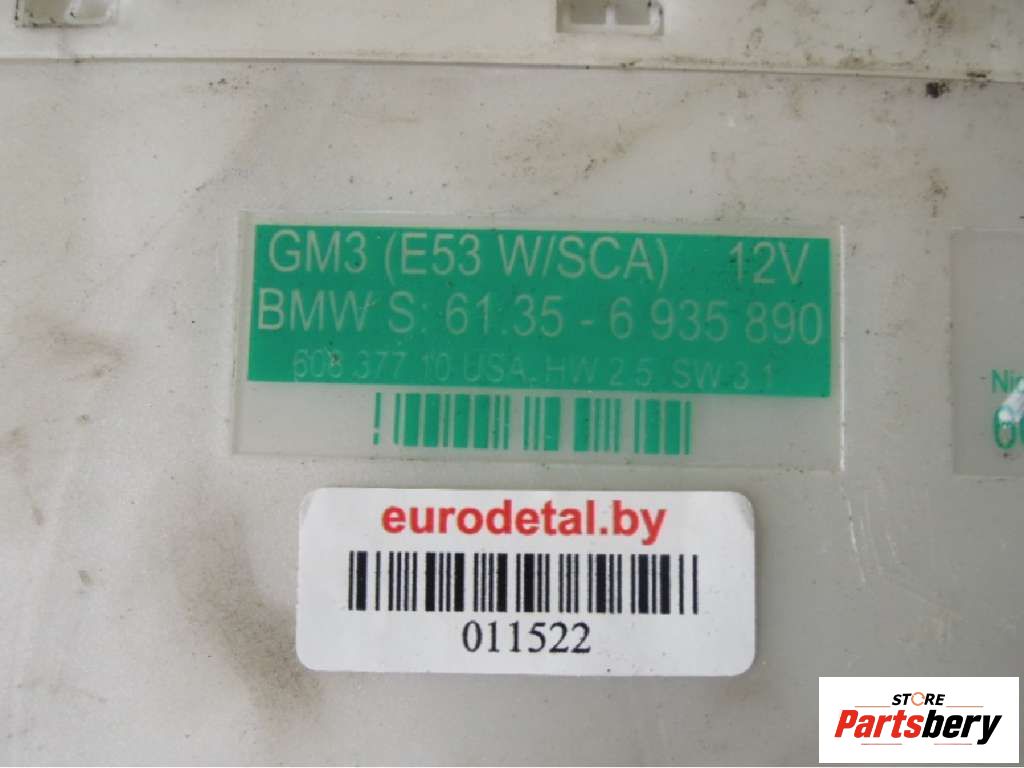 GM3 (E53 W/SCA) 12V
BMW S: 61.35 - 6 935 890
608 377 10 USA, HW 2.5, SW 3.1
eurodetal.by
011522
STORE
Partsbery